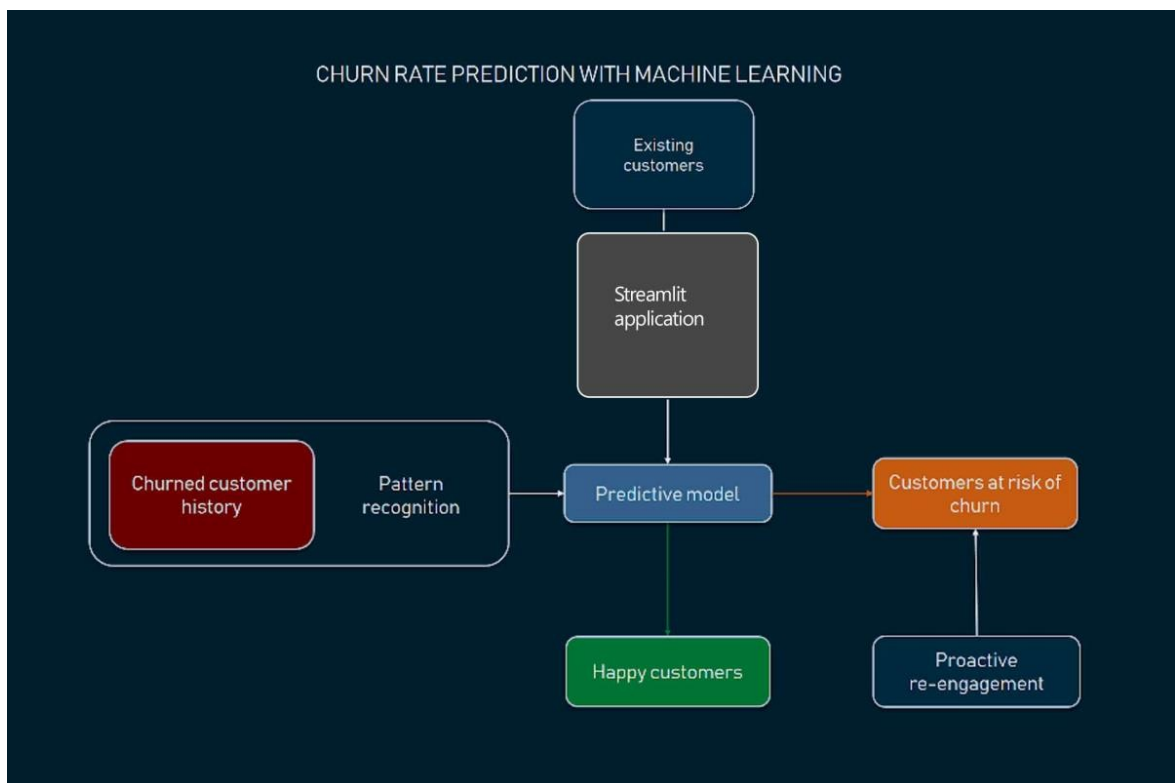 CHURN RATE PREDICTION WITH MACHINE LEARNING
Existing
customers
Streamlit
application
Churned customer
history
Pattern
recognition
Predictive model
Customers at risk of
churn
Happy customers
Proactive
re-engagement